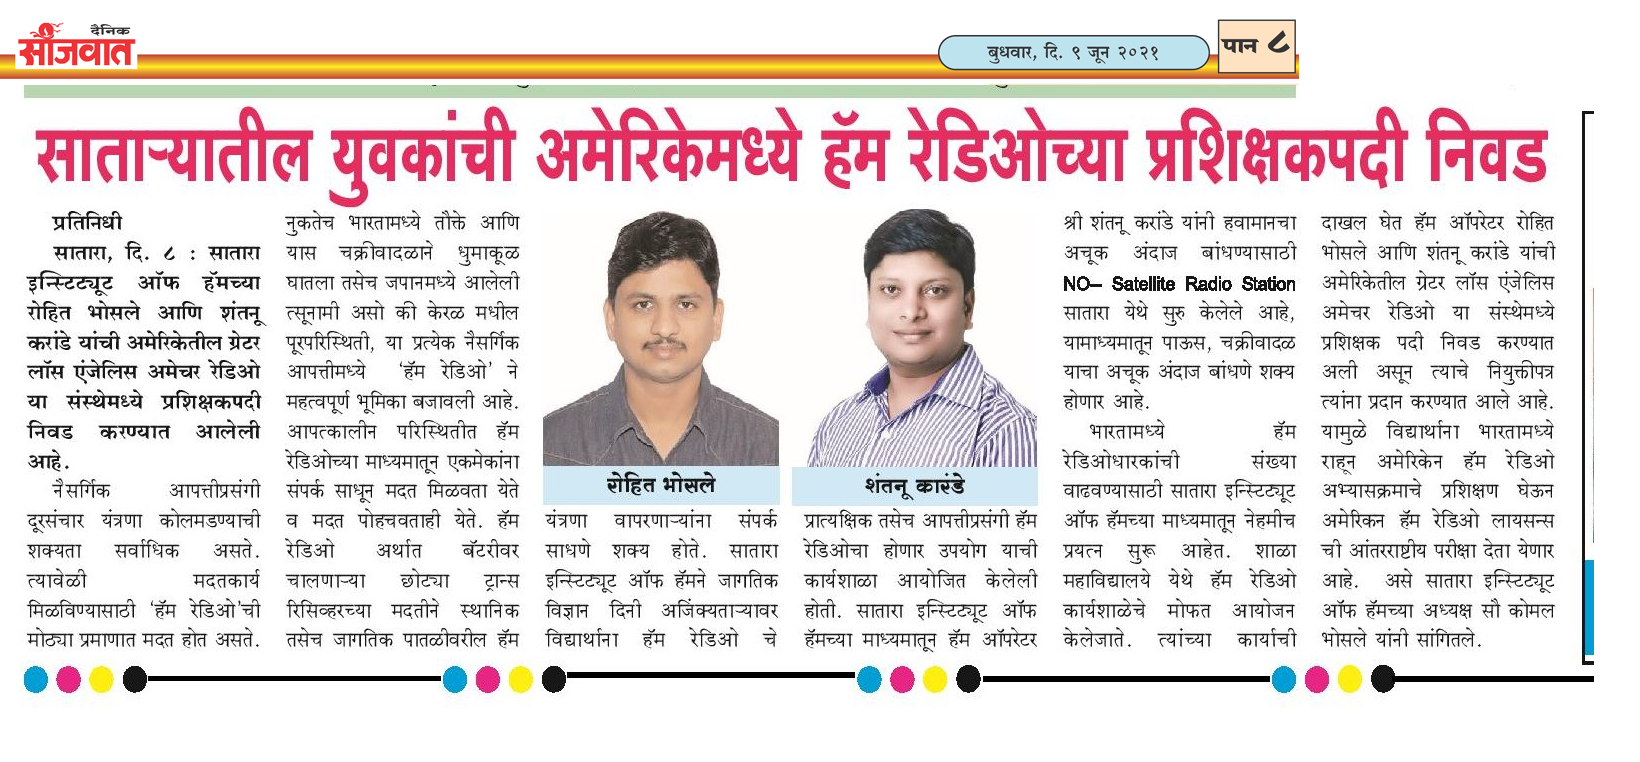 दैनिक
सांजवात
बुधवार, दि. ९ जून २०२१
पान ८
साताऱ्यातील युवकांची अमेरिकेमध्ये हॅम रेडिओच्या प्रशिक्षकपदी निवड
प्रतिनिधी
सातारा, दि. ८ : सातारा
इन्स्टिट्यूट ऑफ हॅमच्या
रोहित भोसले आणि शंतनू
करांडे यांची अमेरिकेतील ग्रेटर
लॉस एंजेलिस अमेचर रेडिओ
या संस्थेमध्ये प्रशिक्षकपदी
निवड करण्यात आलेली
आहे.
नैसर्गिक आपत्तीप्रसंगी
दूरसंचार यंत्रणा कोलमडण्याची
शक्यता सर्वाधिक असते.
त्यावेळी मदतकार्य
मिळविण्यासाठी ‘हॅम रेडिओ’ची
मोठ्या प्रमाणात मदत होत असते.
नुकतेच भारतामध्ये तौक्ते आणि
यास चक्रीवादळाने धुमाकूळ
घातला तसेच जपानमध्ये आलेली
त्सूनामी असो की केरळ मधील
पूरपरिस्थिती, या प्रत्येक नैसर्गिक
आपत्तीमध्ये ‘हॅम रेडिओ’ ने
महत्वपूर्ण भूमिका बजावली आहे.
आपत्कालीन परिस्थितीत हॅम
रेडिओच्या माध्यमातून एकमेकांना
संपर्क साधून मदत मिळवता येते
व मदत पोहचवताही येते. हॅम
रेडिओ अर्थात बॅटरीवर
चालणाऱ्या छोट्या ट्रान्स
रिसिव्हरच्या मदतीने स्थानिक
तसेच जागतिक पातळीवरील हॅम
रोहित भोसले
यंत्रणा वापरणाऱ्यांना संपर्क
साधणे शक्य होते. सातारा
इन्स्टिट्यूट ऑफ हॅमने जागतिक
विज्ञान दिनी अजिंक्यताऱ्यावर
विद्यार्थाना हॅम रेडिओ चे
शंतनू कारंडे
प्रात्यक्षिक तसेच आपत्तीप्रसंगी हॅम
रेडिओचा होणार उपयोग याची
कार्यशाळा आयोजित केलेली
होती. सातारा इन्स्टिट्यूट ऑफ
हॅमच्या माध्यमातून हॅम ऑपरेटर
श्री शंतनू करांडे यांनी हवामानचा
अचूक अंदाज बांधण्यासाठी
NO– Satellite Radio Station
सातारा येथे सुरु केलेले आहे,
यामाध्यमातून पाऊस, चक्रीवादळ
याचा अचूक अंदाज बांधणे शक्य
होणार आहे.
भारतामध्ये हॅम
रेडिओधारकांची संख्या
वाढवण्यासाठी सातारा इन्स्टिट्यूट
ऑफ हॅमच्या माध्यमातून नेहमीच
प्रयत्न सुरू आहेत. शाळा
महाविद्यालये येथे हॅम रेडिओ
कार्यशाळेचे मोफत आयोजन
केलेजाते. त्यांच्या कार्याची
दाखल घेत हॅम ऑपरेटर रोहित
भोसले आणि शंतनू करांडे यांची
अमेरिकेतील ग्रेटर लॉस एंजेलिस
अमेचर रेडिओ या संस्थेमध्ये
प्रशिक्षक पदी निवड करण्यात
अली असून त्याचे नियुक्तीपत्र
त्यांना प्रदान करण्यात आले आहे.
यामुळे विद्यार्थाना भारतामध्ये
राहून अमेरिकेन हॅम रेडिओ
अभ्यासक्रमाचे प्रशिक्षण घेऊन
अमेरिकन हॅम रेडिओ लायसन्स
ची आंतरराष्ट्रीय परीक्षा देता येणार
आहे. असे सातारा इन्स्टिट्यूट
ऑफ हॅमच्या अध्यक्ष सौ कोमल
भोसले यांनी सांगितले.